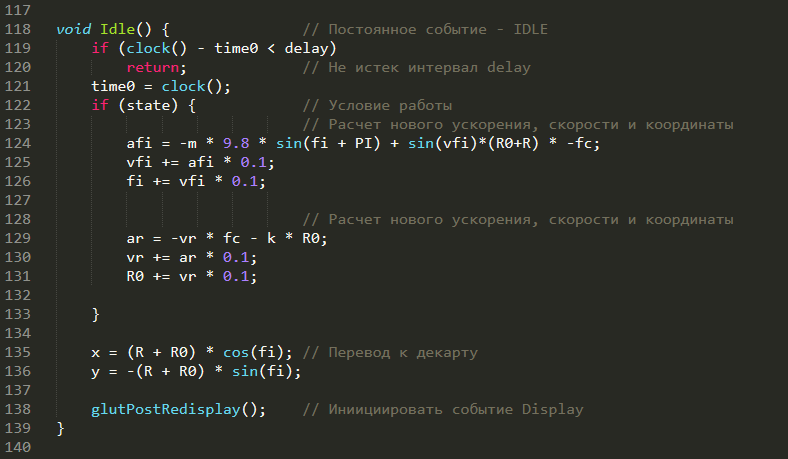 117
118 void Idle() { // Постоянное событие - IDLE
119 if (clock() - time0 < delay)
120 return; // Не истек интервал delay
121 time0 = clock();
122 if (state) { // Условие работы
123 // Расчет нового ускорения, скорости и координаты
124 afi = -m * 9.8 * sin(fi + PI) + sin(vfi)*(R0+R) * -fc;
125 vfi += afi * 0.1;
126 fi += vfi * 0.1;
127
128 // Расчет нового ускорения, скорости и координаты
129 ar = -vr * fc - k * R0;
130 vr += ar * 0.1;
131 R0 += vr * 0.1;
132
133 }
134
135 x = (R + R0) * cos(fi); // Перевод к декарту
136 y = -(R + R0) * sin(fi);
137
138 glutPostRedisplay(); // Иниициировать событие Display
139 }
140